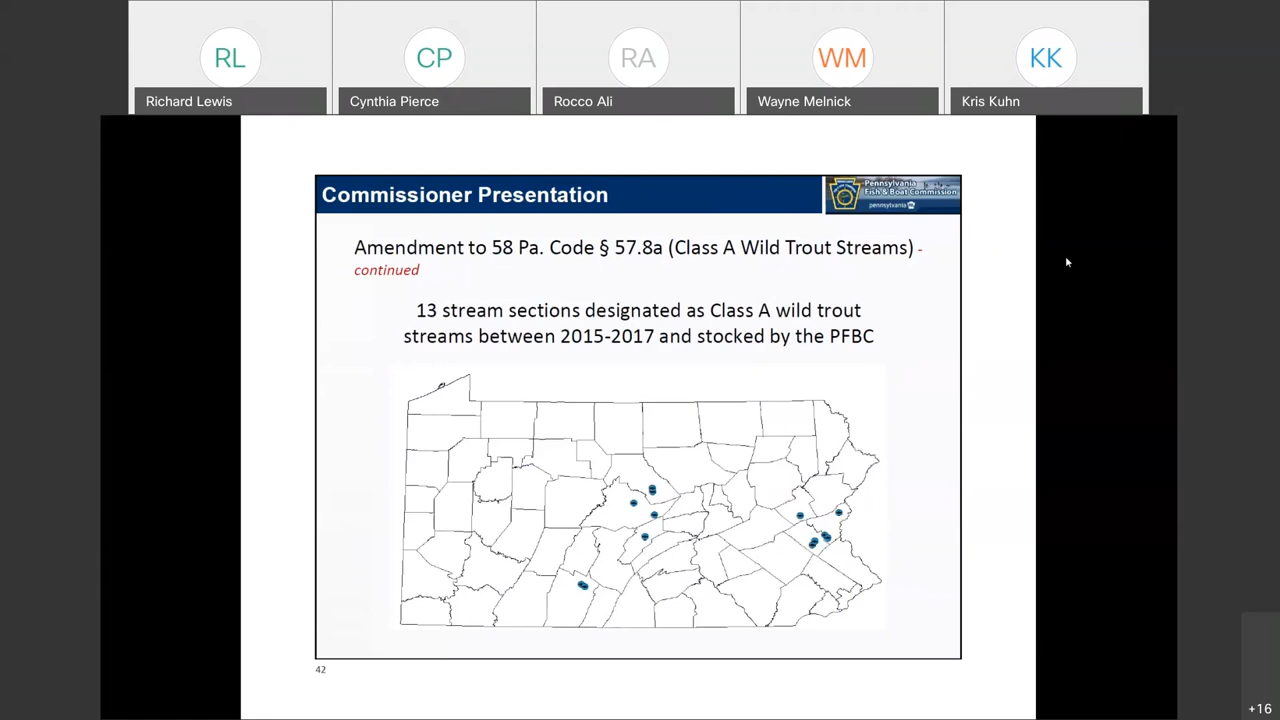 RL
CP
RA
WM
KK
Richard Lewis
Cynthia Pierce
Rocco Ali
Wayne Melnick
Kris Kuhn
Commissioner Presentation
Pennsylvania
Fish & Boat Commission
pennsylvania
Amendment to 58 Pa. Code § 57.8a (Class A Wild Trout Streams) -
continued
13 stream sections designated as Class A wild trout
streams between 2015-2017 and stocked by the PFBC
42
+16